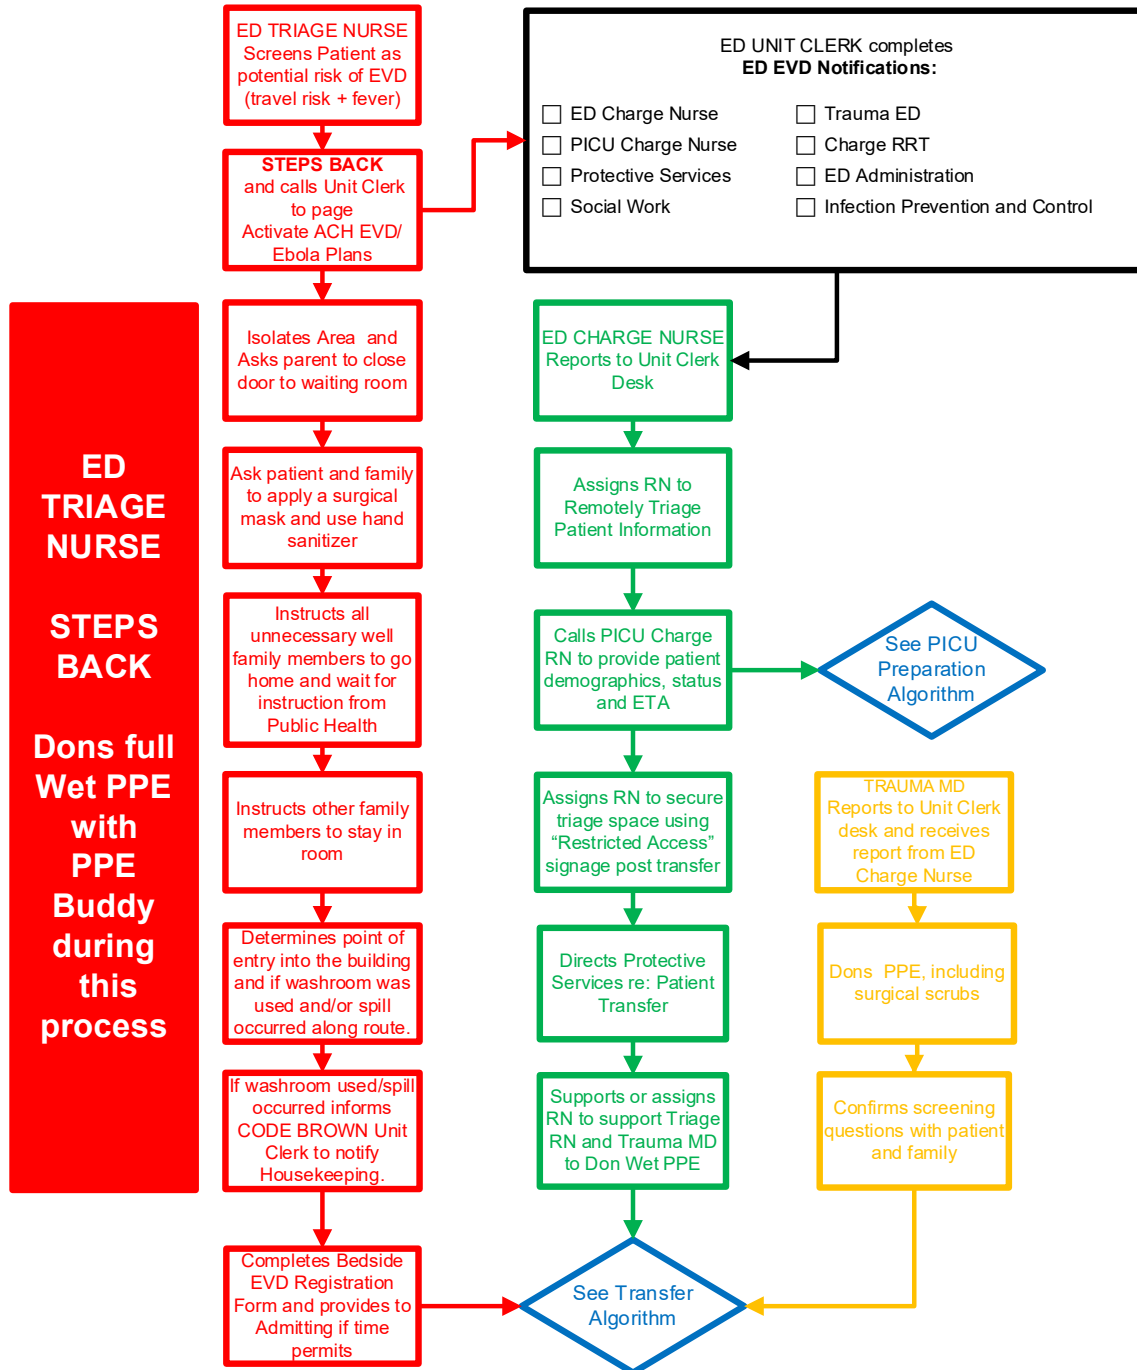 ED TRIAGE NURSE
Screens Patient as
potential risk of EVD
(travel risk + fever)
STEPS BACK
and calls Unit Clerk
to page
Activate ACH EVD/
Ebola Plans
ED UNIT CLERK completes
ED EVD Notifications:
ED Charge Nurse
PICU Charge Nurse
Protective Services
Social Work
Trauma ED
Charge RRT
ED Administration
Infection Prevention and Control
ED
TRIAGE
NURSE
STEPS
BACK
Dons full
Wet PPE
with
PPE
Buddy
during
this
process
Isolates Area and
Asks parent to close
door to waiting room
Ask patient and family
to apply a surgical
mask and use hand
sanitizer
Instructs all
unnecessary well
family members to go
home and wait for
instruction from
Public Health
Instructs other family
members to stay in
room
Determines point of
entry into the building
and if washroom was
used and/or spill
occurred along route.
If washroom used/spill
occurred informs
CODE BROWN Unit
Clerk to notify
Housekeeping.
Completes Bedside
EVD Registration
Form and provides to
Admitting if time
permits
ED CHARGE NURSE
Reports to Unit Clerk
Desk
Assigns RN to
Remotely Triage
Patient Information
Calls PICU Charge
RN to provide patient
demographics, status
and ETA
See PICU
Preparation
Algorithm
Assigns RN to secure
triage space using
“Restricted Access”
signage post transfer
Directs Protective
Services re: Patient
Transfer
Supports or assigns
RN to support Triage
RN and Trauma MD
to Don Wet PPE
See Transfer
Algorithm
TRAUMA MD
Reports to Unit Clerk
desk and receives
report from ED
Charge Nurse
Dons PPE, including
surgical scrubs
Confirms screening
questions with patient
and family